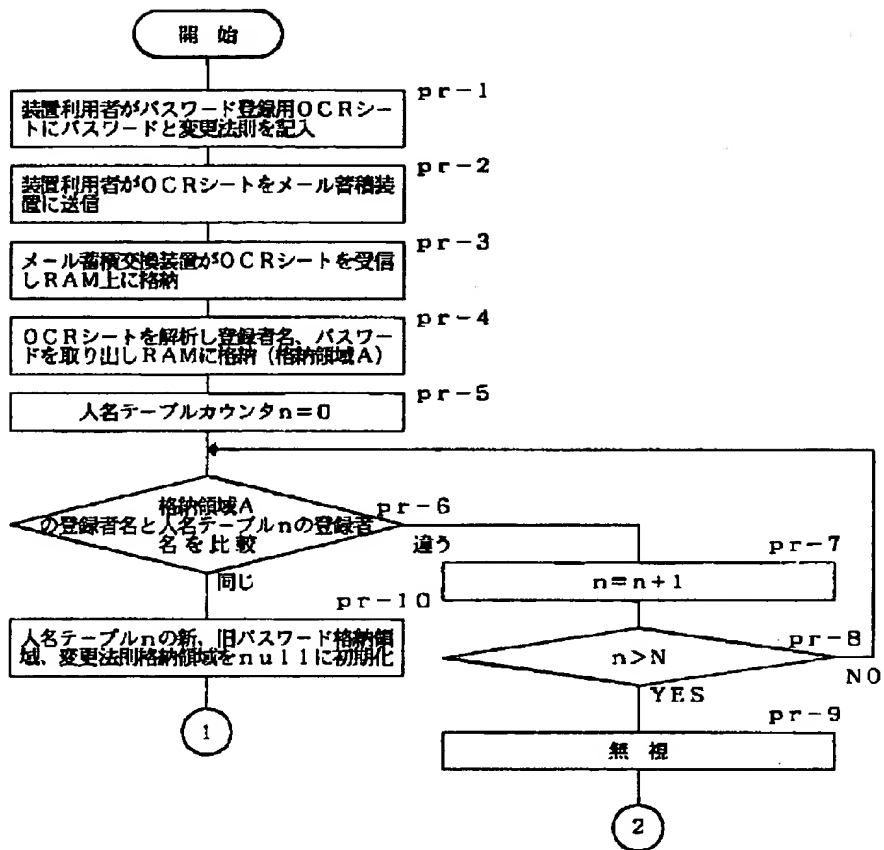 開 始
pr-1
装置利用者がパスワード登録用OCRシー
トにパスワードと変更法則を記入
pr-2
装置利用者がOCRシートをメール蓄積装
置に送信
pr-3
メール蓄積交換装置がOCRシートを受信
しRAM上に格納
pr-4
OCRシートを解析し登録者名、パスワー
ドを取り出しRAMに格納(格納領域A)
pr-5
人名テーブルカウンタn=0
格納領域A
pr-6
の登録者名と人名テーブルnの登録者
名を比較
違う
同じ
pr-7
n=n+1
pr-8
n>N
NO
YES
pr-9
無 視
2
pr-10
人名テーブルnの新、旧パスワード格納領
域、変更法則格納領域をnullに初期化
1